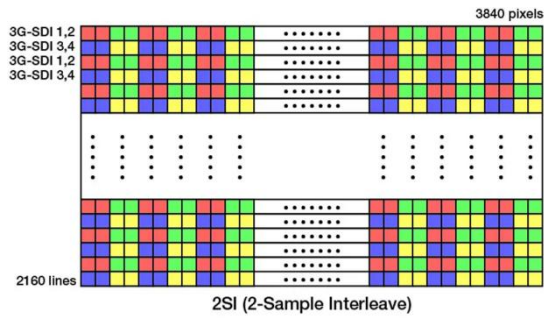 3840 pixels
3G-SDI 1,2
3G-SDI 3,4
3G-SDI 1,2
3G-SDI 3,4
2160 lines
2SI (2-Sample Interleave)